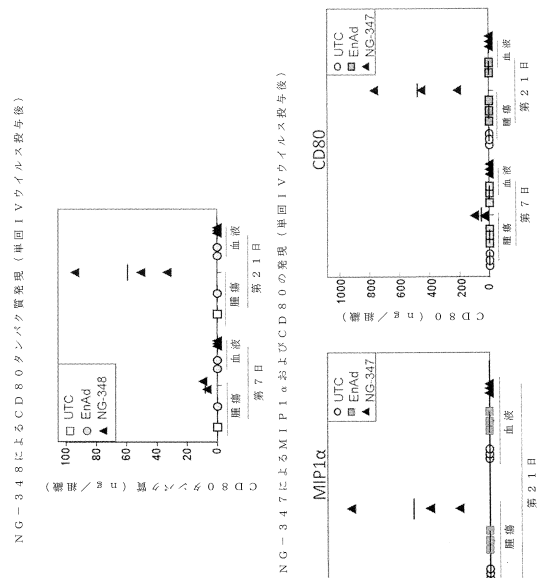 NG-348によるCD80タンパク質発現(単回IVウイルス投与後)
CD80タンパク質(ng/組織)
100
80
60
40
20
0
□ UTC
○ EnAd
▲ NG-348
腫瘍 血液 腫瘍 血液
第7日 第21日
NG-347によるMIP1αおよびCD80の発現(単回IVウイルス投与後)
MIP1α
○ UTC
■ EnAd
▲ NG-347
腫瘍 血液
第21日
CD80
CD80(ng/組織)
1000
800
600
400
200
0
○ UTC
■ EnAd
▲ NG-347
腫瘍 血液 腫瘍 血液
第7日 第21日